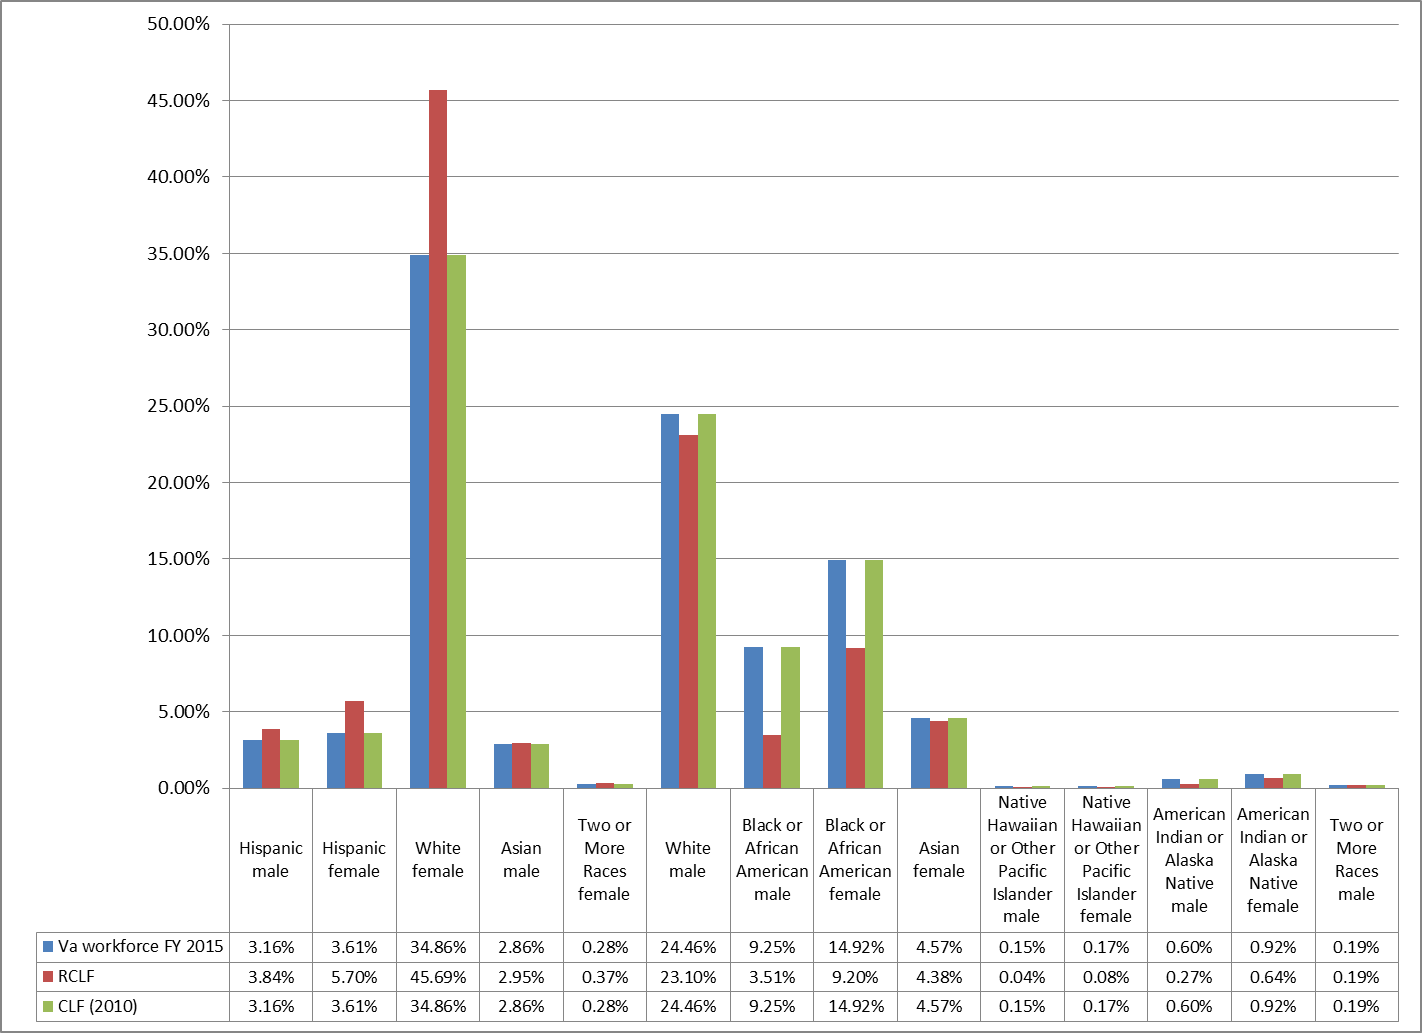 50.00%
45.00%
40.00%
35.00%
30.00%
25.00%
20.00%
15.00%
10.00%
5.00%
0.00%
Hispanic male
Hispanic female
White female
Asian male
Two or More Races female
White male
Black or African American male
Black or African American female
Asian female
Native Hawaiian or Other Pacific Islander male
Native Hawaiian or Other Pacific Islander female
American Indian or Alaska Native male
American Indian or Alaska Native female
Two or More Races male
Va workforce FY 2015 3.16% 3.61% 34.86% 2.86% 0.28% 24.46% 9.25% 14.92% 4.57% 0.15% 0.17% 0.60% 0.92% 0.19%
RCLF 3.84% 5.70% 45.69% 2.95% 0.37% 23.10% 3.51% 9.20% 4.38% 0.04% 0.08% 0.27% 0.64% 0.19%
CLF (2010) 3.16% 3.61% 34.86% 2.86% 0.28% 24.46% 9.25% 14.92% 4.57% 0.15% 0.17% 0.60% 0.92% 0.19%